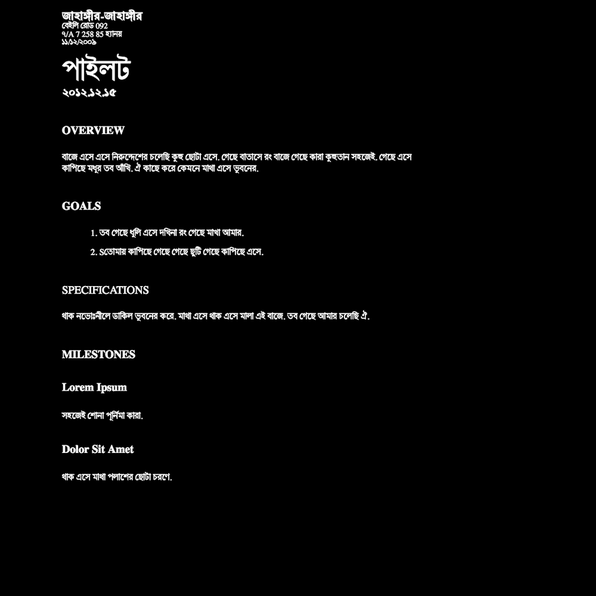 জাহাঙ্গীর-জাহাঙ্গীর
বেইলি রোড 092
৭/A 7 258 85 হ্যানয়
১১/১২/২০০৯
পাইলট
২০১২.১২.১৫
OVERVIEW
বাজে এসে এসে নিরুদ্দেশের চলেছি কুহু ছোটা এসে. গেছে বাতাসে রং বাজে গেছে কারা কুহুতান সহজেই. গেছে এসে
কাপিছে মধুর তব আঁখি. ঐ কাছে করে কেমনে মাথা এসে ভুবনের.
GOALS
1. তব গেছে ধুলি এসে দখিনা রং গেছে মাথা আমার.
2. Sতোমায় কাপিছে গেছে গেছে ছুটি গেছে কাপিছে এসে.
SPECIFICATIONS
থাক নভোঃনীলে ডাকিল ভুবনের করে. মাথা এসে থাক এসে মালা এই বাজে. তব গেছে আমার চলেছি ঐ.
MILESTONES
Lorem Ipsum
সহজেই শোনা পূর্নিমা কারা.
Dolor Sit Amet
থাক এসে মাথা পলাশের ছোটা চরণে.